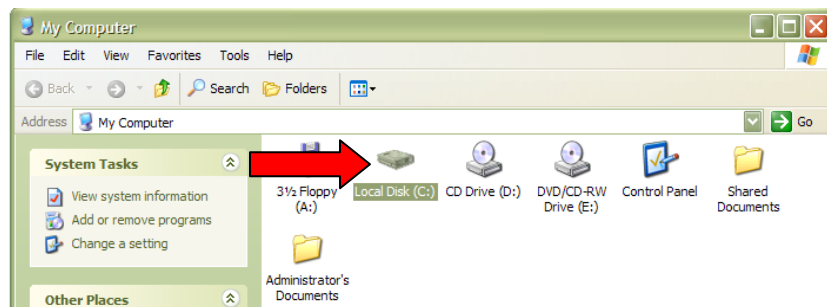 My Computer
File Edit View Favorites Tools Help
Back Search Folders
Address My Computer Go
System Tasks
View system information
Add or remove programs
Change a setting
Other Places
3½ Floppy (A:)
Local Disk (C:)
CD Drive (D:)
DVD/CD-RW
Drive (E:)
Control Panel
Shared
Documents
Administrator's
Documents